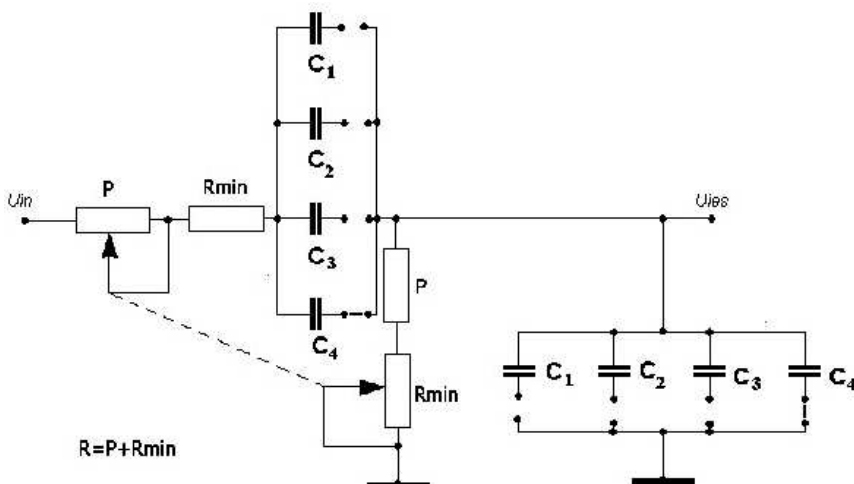 C1
C2
Uin
P
Rmin
Uies
C3
P
C4
C1
C2
C3
C4
Rmin
R=P+Rmin